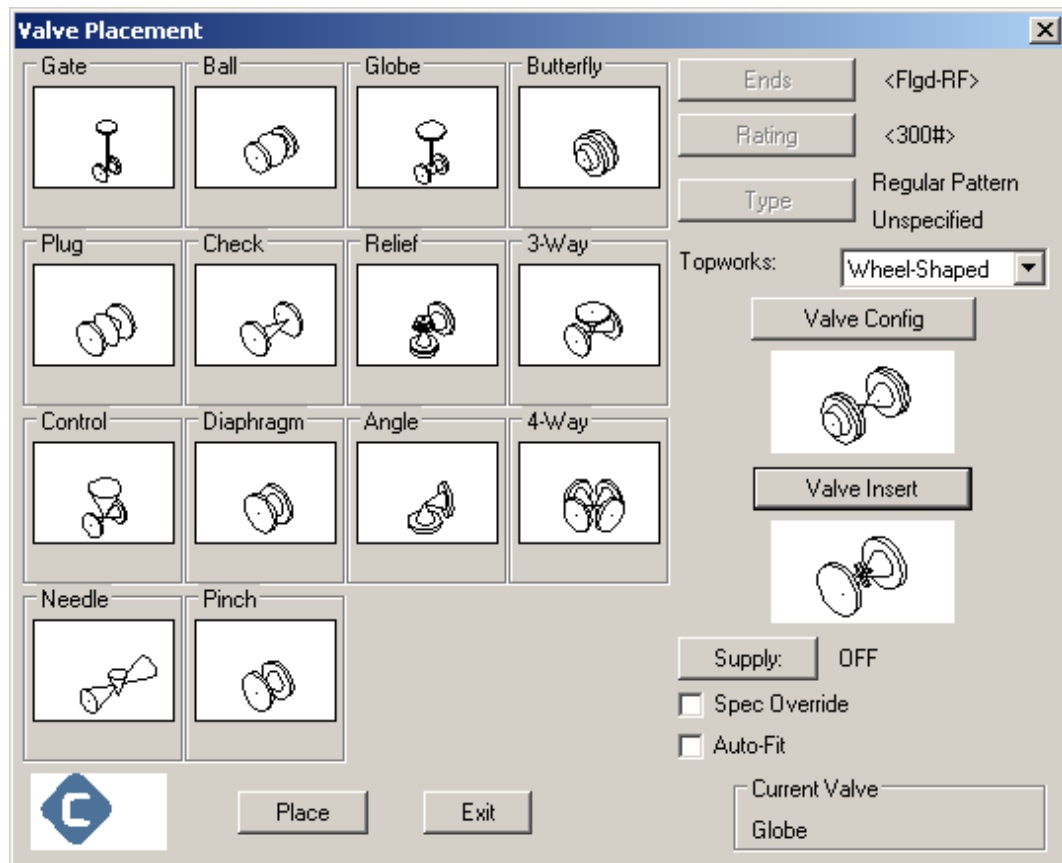 Valve Placement
Gate
Ball
Globe
Butterfly
Ends
<Flgd-RF>
Rating
<300#>
Type
Regular Pattern
Unspecified
Plug
Check
Relief
3-Way
Topworks:
Wheel-Shaped
Valve Config
Control
Diaphragm
Angle
4-Way
Valve Insert
Needle
Pinch
Supply:
OFF
Spec Override
Auto-Fit
C
Place
Exit
Current Valve
Globe